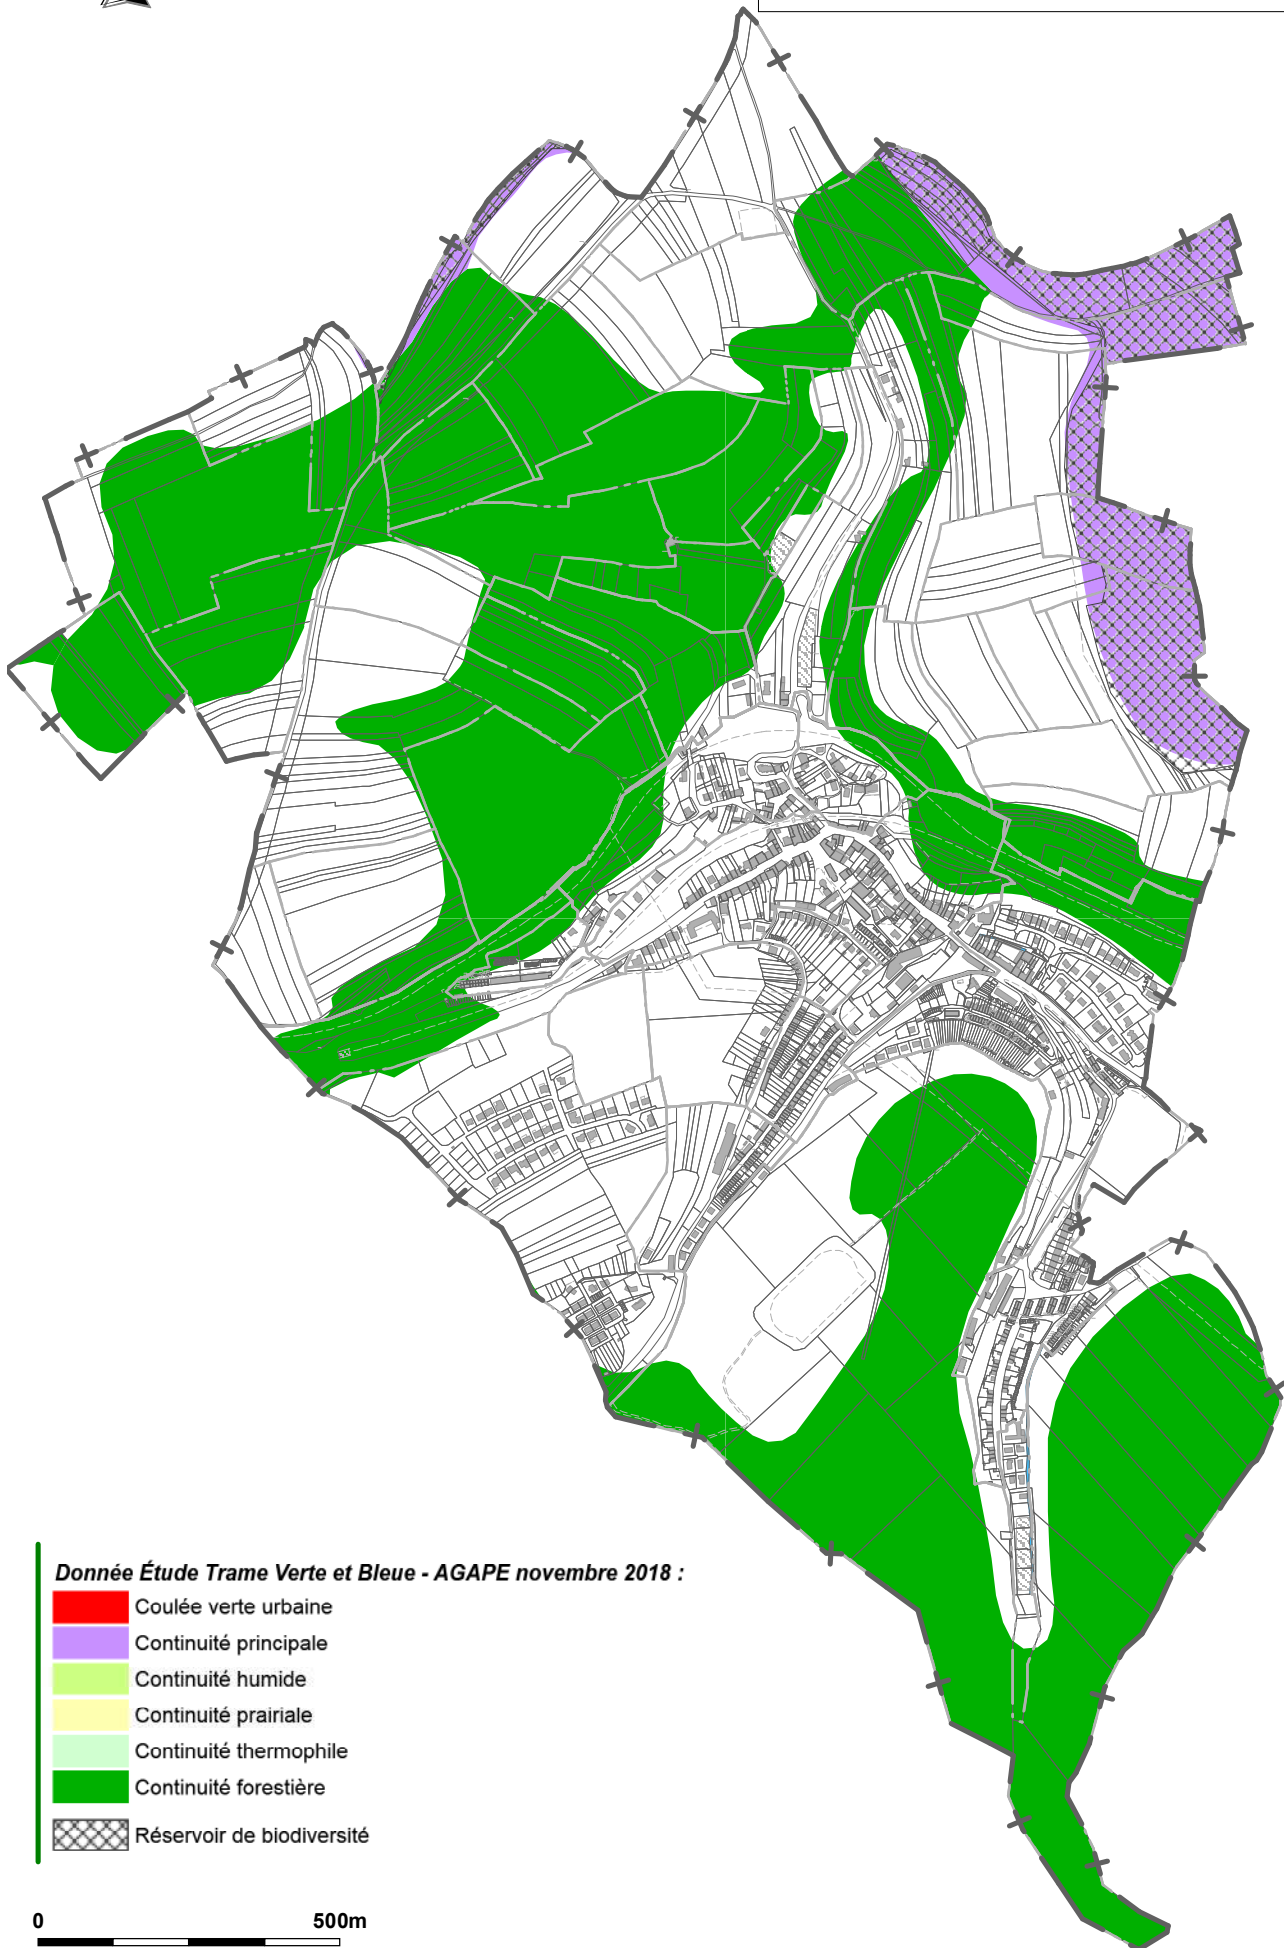 Donnée Étude Trame Verte et Bleue - AGAPE novembre 2018 :
Coulée verte urbaine
Continuité principale
Continuité humide
Continuité prairiale
Continuité thermophile
Continuité forestière
Réservoir de biodiversité
0 500m